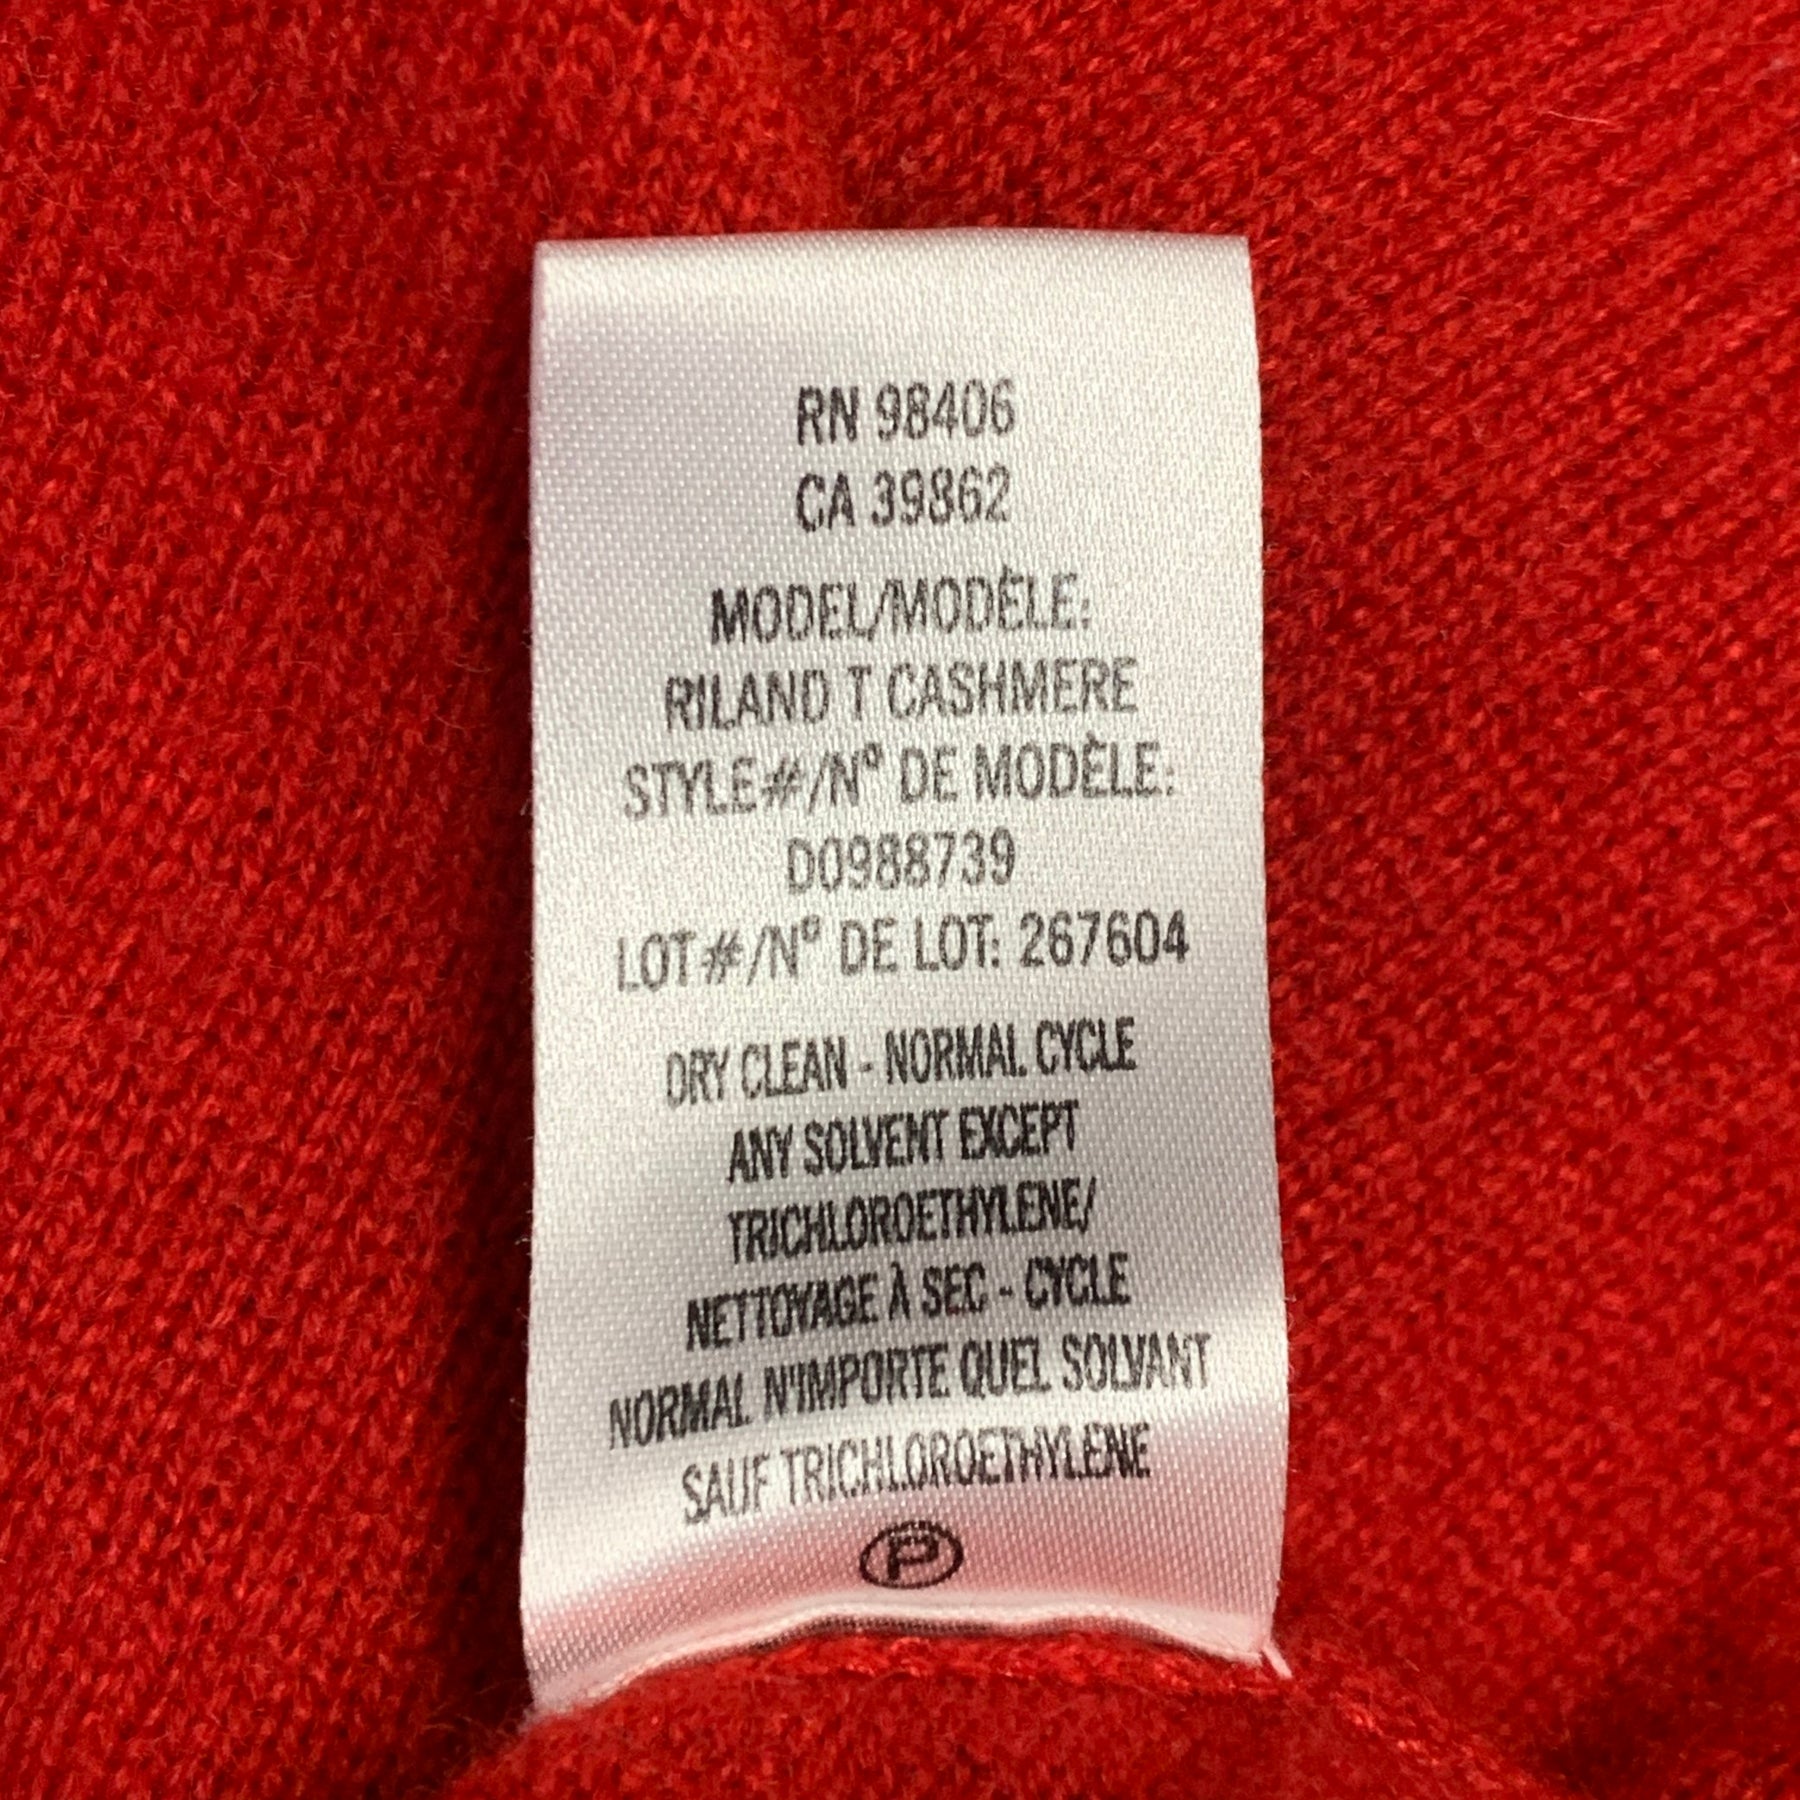 RN 98406
CA 39862
MODEL/MODÈLE:
RILAND T CASHMERE
STYLE#/N° DE MODÈLE:
D0988739
LOT#/N° DE LOT: 267604
DRY CLEAN - NORMAL CYCLE
ANY SOLVENT EXCEPT
TRICHLOROETHYLENE/
NETTOYAGE À SEC - CYCLE
NORMAL N'IMPORTE QUEL SOLVANT
SAUF TRICHLOROETHYLENE
P